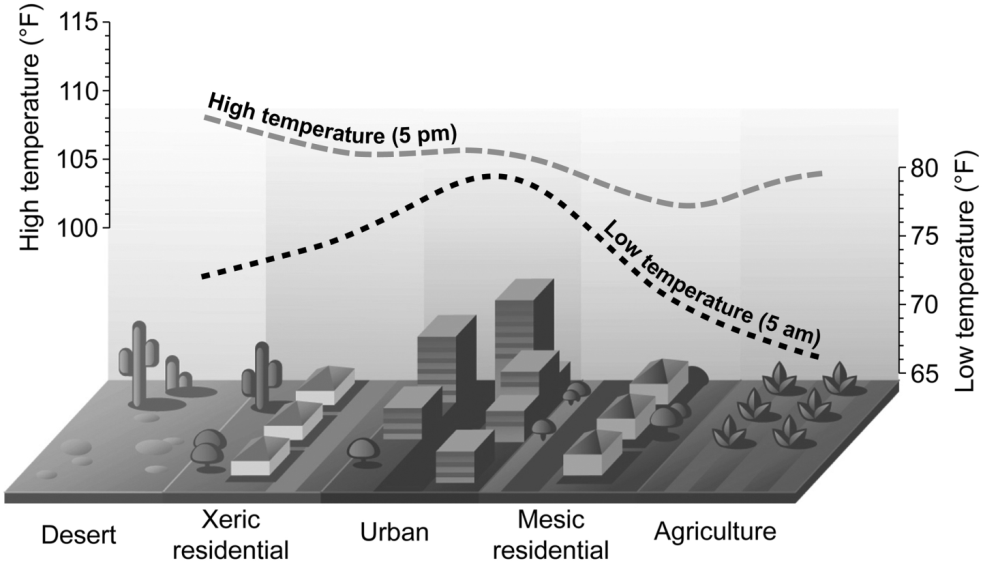 High temperature (°F)
115
110
105
100
High temperature (5 pm)
Low temperature (5 am)
80
75
70
65
Low temperature (°F)
Desert
Xeric
residential
Urban
Mesic
residential
Agriculture